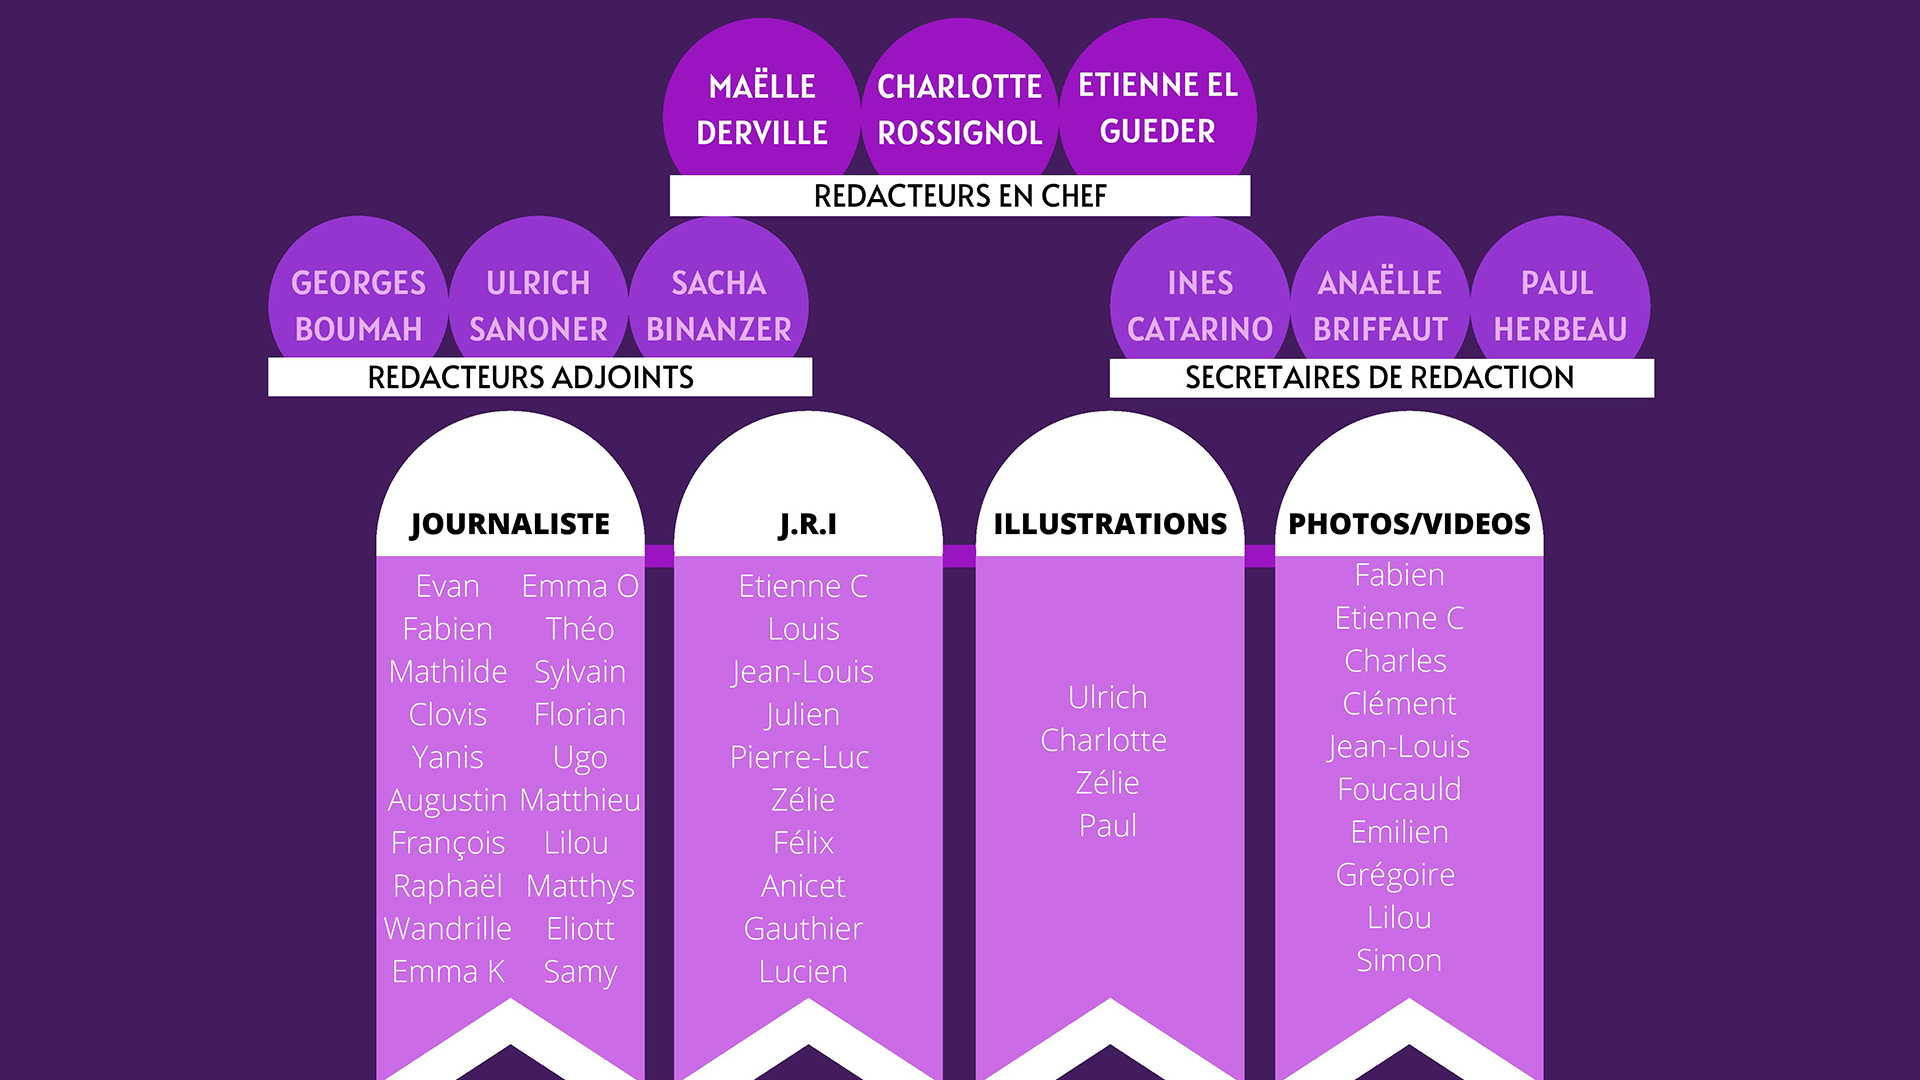 MAËLLE
DERVILLE
CHARLOTTE
ROSSIGNOL
ETIENNE EL
GUEDER
REDACTEURS EN CHEF
GEORGES
BOUMAH
ULRICH
SANONER
SACHA
BINANZER
REDACTEURS ADJOINTS
INES
CATARINO
ANAËLLE
BRIFFAUT
PAUL
HERBEAU
SECRETAIRES DE REDACTION
JOURNALISTE
Evan
Fabien
Mathilde
Clovis
Yanis
Augustin
François
Raphaël
Wandrille
Emma K
Emma O
Théo
Sylvain
Florian
Ugo
Matthieu
Lilou
Matthys
Eliott
Samy
J.R.I
Etienne C
Louis
Jean-Louis
Julien
Pierre-Luc
Zélie
Félix
Anicet
Gauthier
Lucien
ILLUSTRATIONS
Ulrich
Charlotte
Zélie
Paul
PHOTOS/VIDEOS
Fabien
Etienne C
Charles
Clément
Jean-Louis
Foucauld
Emilien
Grégoire
Lilou
Simon